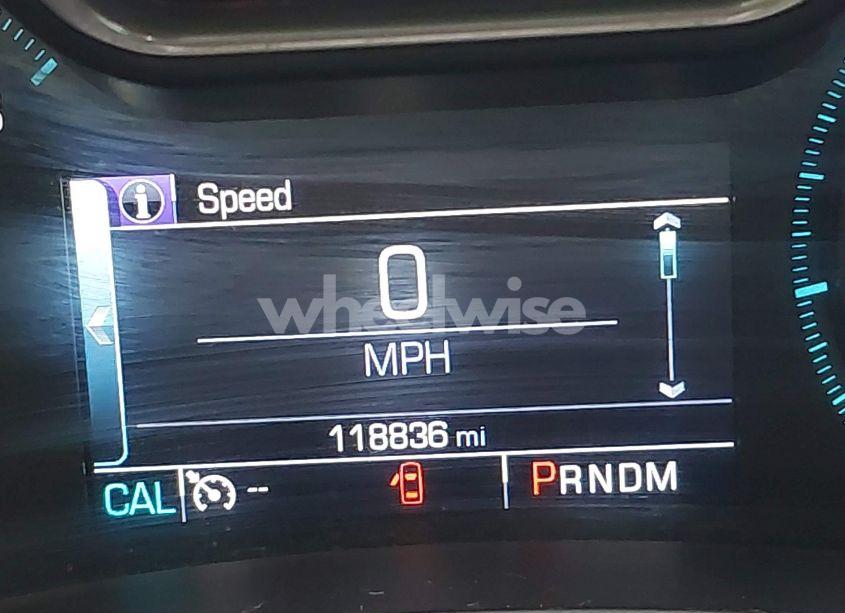 Speed
0
wheelwise
MPH
118836 mi
CAL -- PRNDM